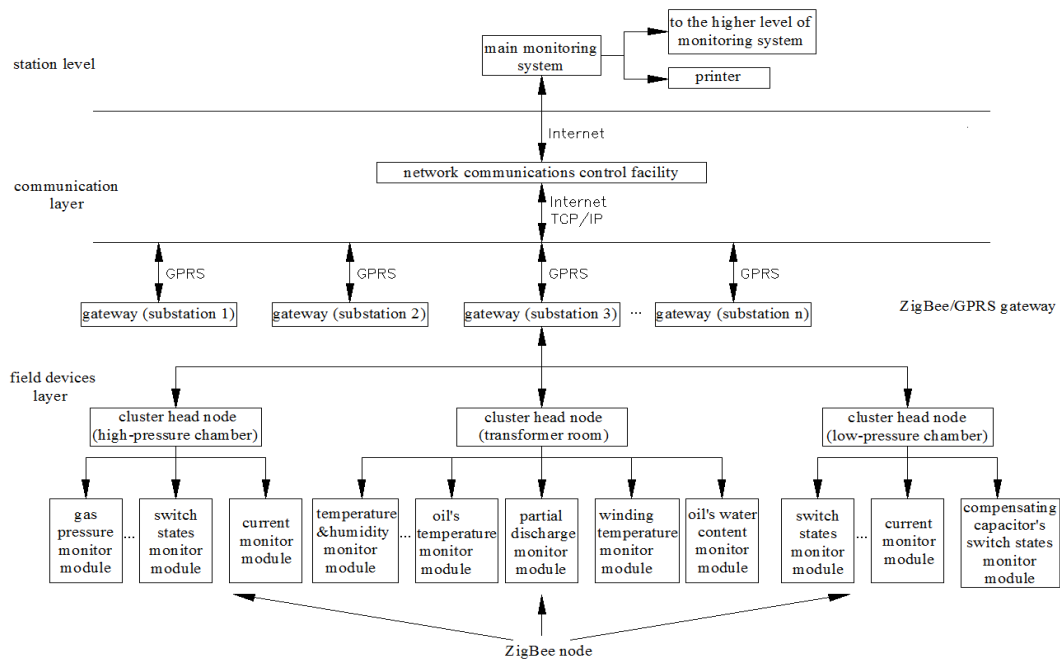 to the higher level of
monitoring system
main monitoring
system
station level
printer
Internet
network communications control facility
communication
layer
Internet
TCP/IP
GPRS
GPRS
GPRS
GPRS
gateway (substation 1)
gateway (substation 2)
gateway (substation 3)
...
gateway (substation n)
ZigBee/GPRS gateway
field devices
layer
cluster head node
(high-pressure chamber)
cluster head node
(transformer room)
cluster head node
(low-pressure chamber)
gas
pressure
monitor
module
...
switch
states
monitor
module
current
monitor
module
temperature
&humidity
monitor
module
...
oil's
temperature
monitor
module
partial
discharge
monitor
module
winding
temperature
monitor
module
oil's water
content
monitor
module
switch
states
monitor
module
...
current
monitor
module
compensating
capacitor's
switch states
monitor
module
ZigBee node